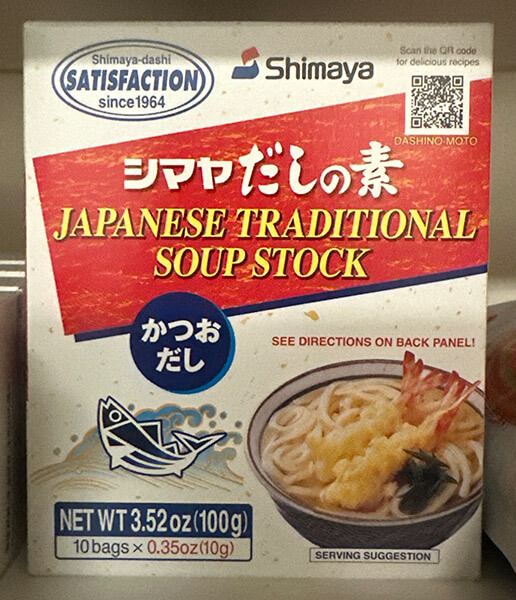 Shimaya-dashi
SATISFACTION
since1964
Shimaya
Scan the QR code
for delicious recipes
DASHINO-MOTO
シマヤだしの素
JAPANESE TRADITIONAL
SOUP STOCK
かつお
だし
SEE DIRECTIONS ON BACK PANEL!
NET WT 3.52oz(100g)
10bags × 0.35oz(10g)
SERVING SUGGESTION